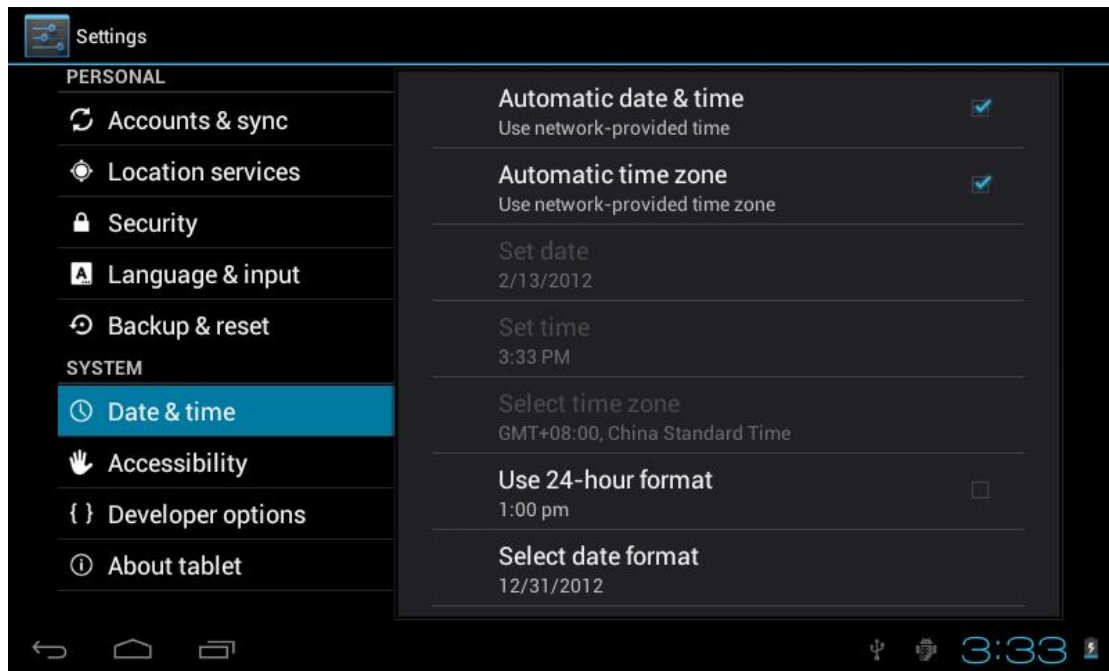 Settings
PERSONAL
Accounts & sync
Location services
Security
Language & input
Backup & reset
SYSTEM
Date & time
Accessibility
{ } Developer options
About tablet
Automatic date & time
Use network-provided time
Automatic time zone
Use network-provided time zone
Set date
2/13/2012
Set time
3:33 PM
Select time zone
GMT+08:00, China Standard Time
Use 24-hour format
1:00 pm
Select date format
12/31/2012
3:33